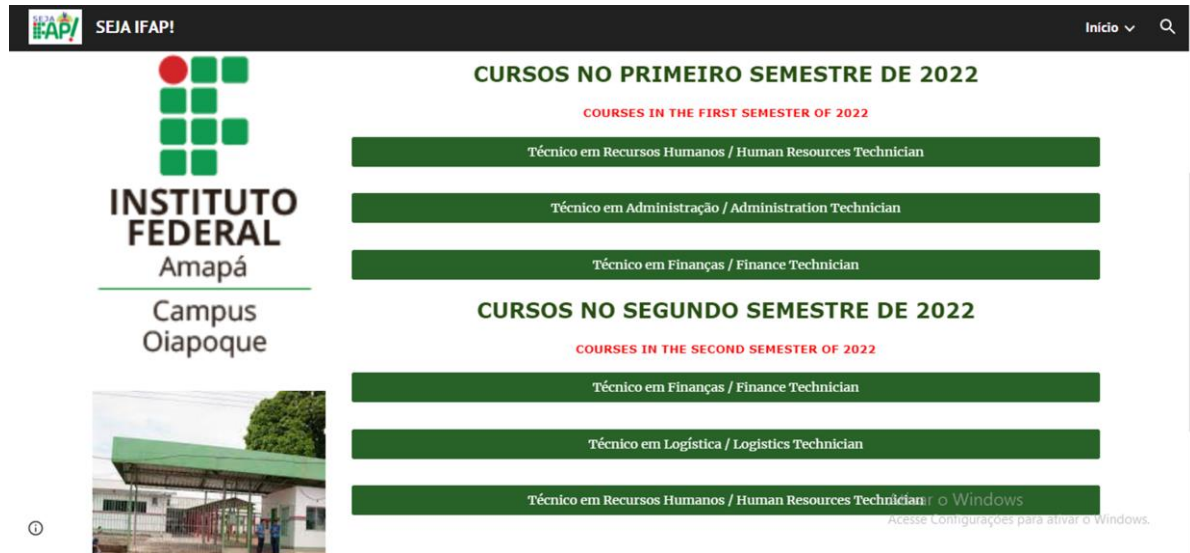 SEJA IFAP!
SEJA IFAP!
Início
INSTITUTO
FEDERAL
Amapá
Campus
Oiapoque
CURSOS NO PRIMEIRO SEMESTRE DE 2022
COURSES IN THE FIRST SEMESTER OF 2022
Técnico em Recursos Humanos / Human Resources Technician
Técnico em Administração / Administration Technician
Técnico em Finanças / Finance Technician
CURSOS NO SEGUNDO SEMESTRE DE 2022
COURSES IN THE SECOND SEMESTER OF 2022
Técnico em Finanças / Finance Technician
Técnico em Logística / Logistics Technician
Técnico em Recursos Humanos / Human Resources Technician
Ativar o Windows
Acesse Configurações para ativar o Windows.